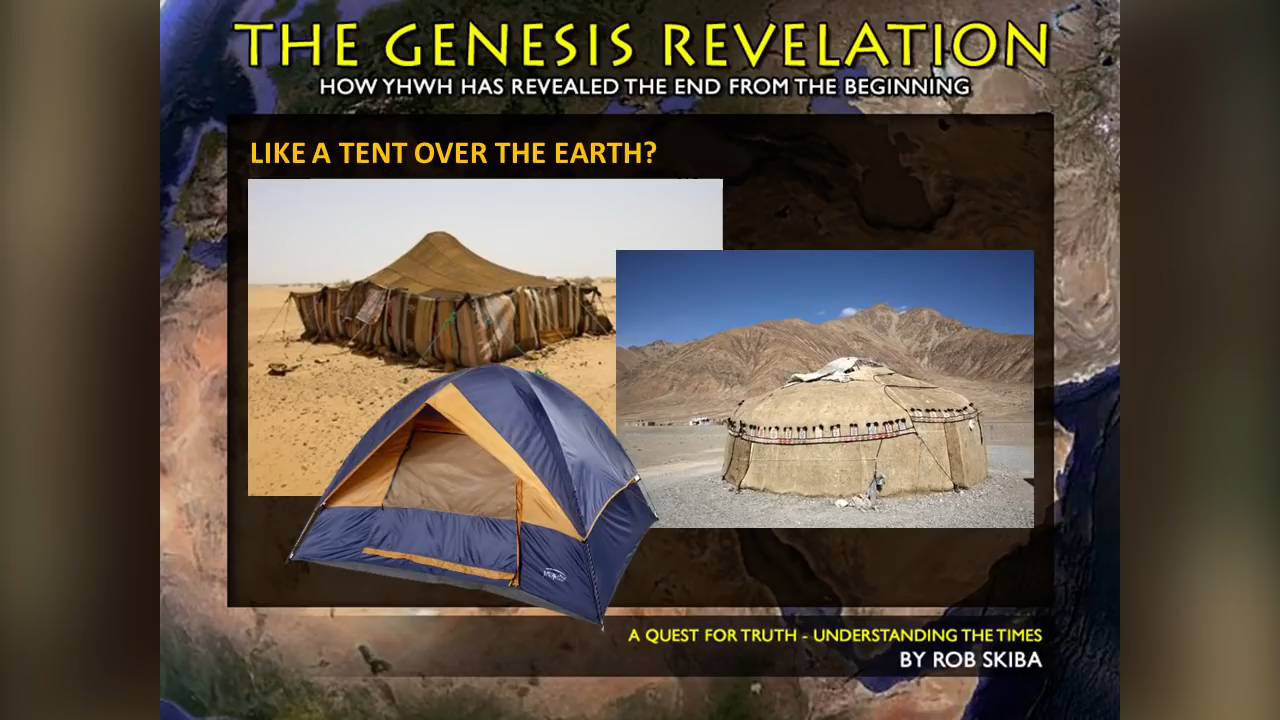 THE GENESIS REVELATION
HOW YHWH HAS REVEALED THE END FROM THE BEGINNING
LIKE A TENT OVER THE EARTH?
A QUEST FOR TRUTH - UNDERSTANDING THE TIMES
BY ROB SKIBA